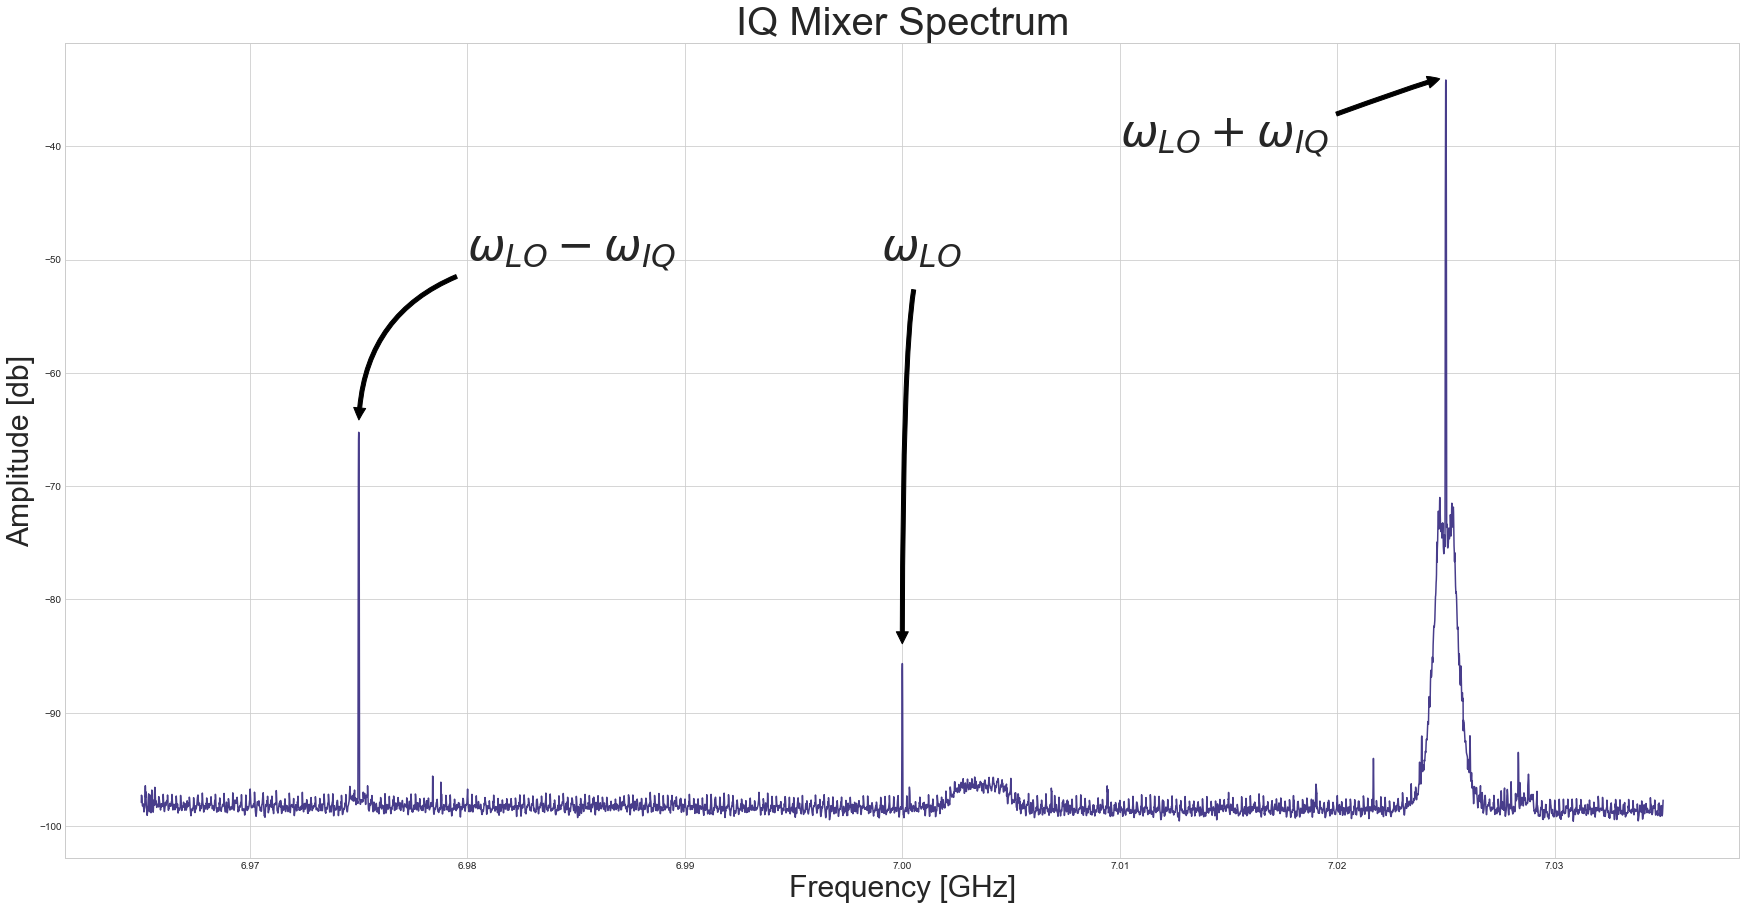 IQ Mixer Spectrum
ω_LO + ω_IQ
ω_LO − ω_IQ
ω_LO
Amplitude [db]
−40
−50
−60
−70
−80
−90
−100
6.97 6.98 6.99 7.00 7.01 7.02 7.03
Frequency [GHz]